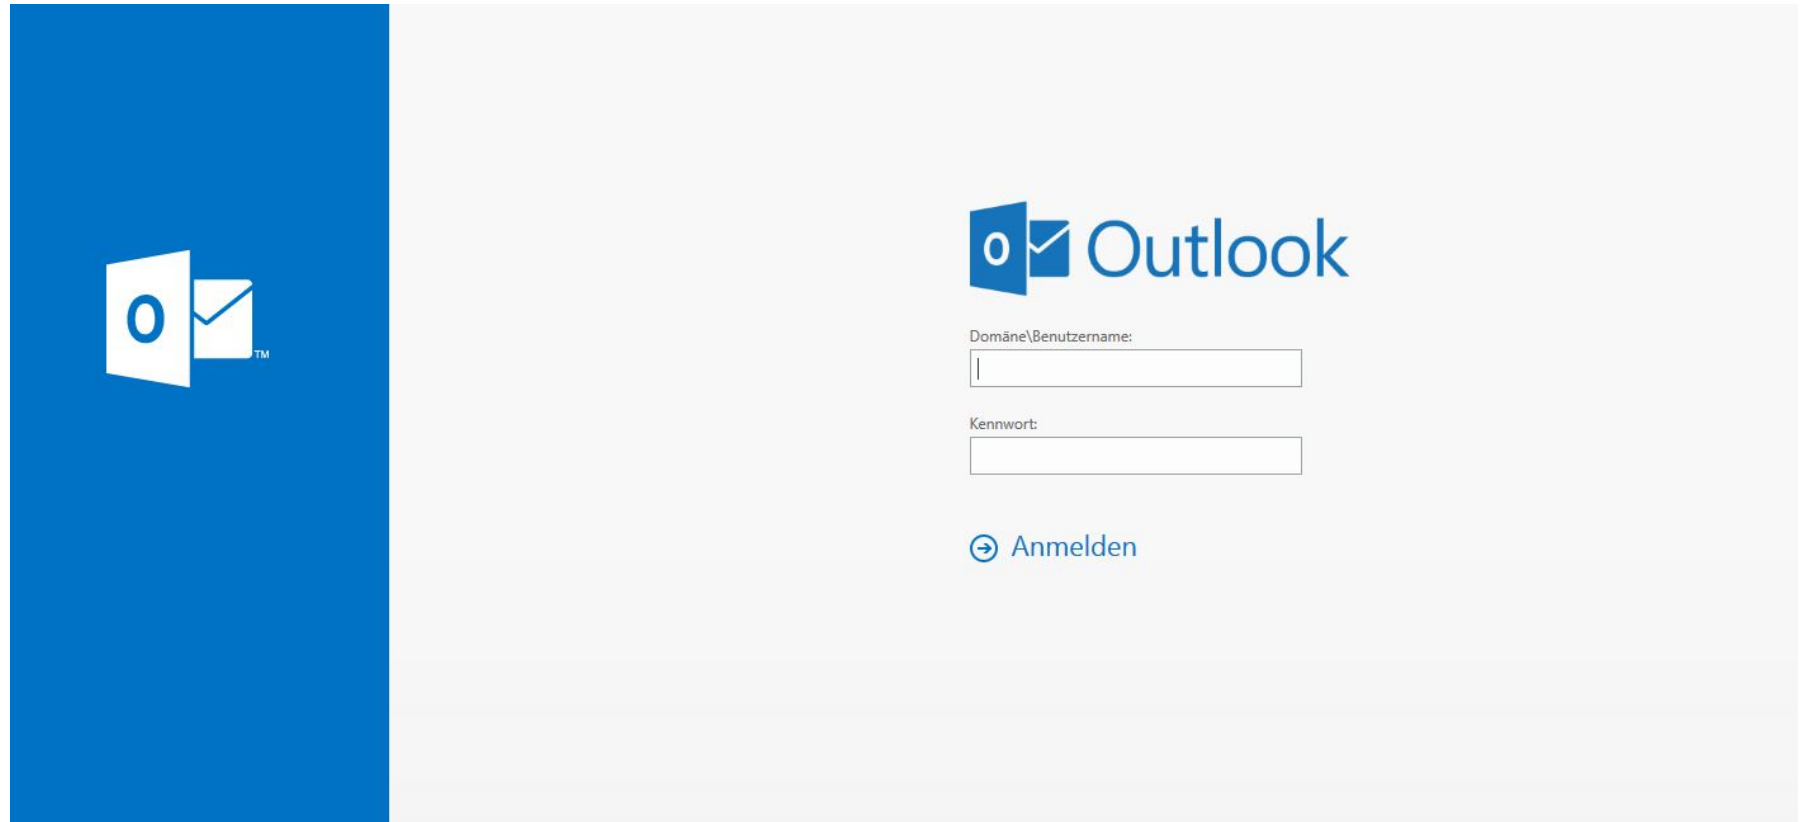 O
TM
O Outlook
Domäne\Benutzername:
Kennwort:
Anmelden